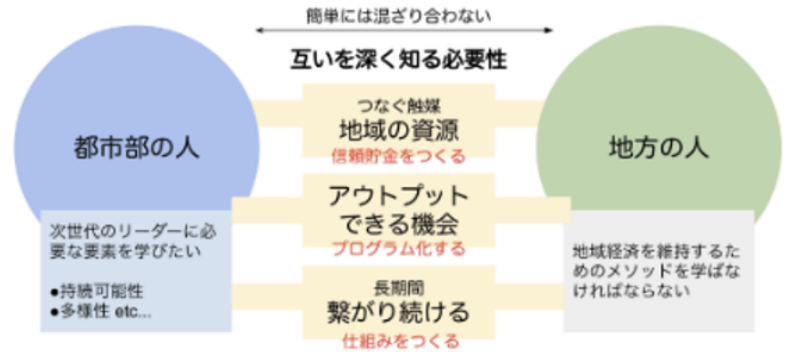 簡単には混ざり合わない
互いを深く知る必要性
都市部の人
次世代のリーダーに必
要な要素を学びたい
●持続可能性
●多様性 etc...
つなぐ触媒
地域の資源
信頼貯金をつくる
アウトプット
できる機会
プログラム化する
長期間
繋がり続ける
仕組みをつくる
地方の人
地域経済を維持するた
めのメソッドを学ばな
ければならない